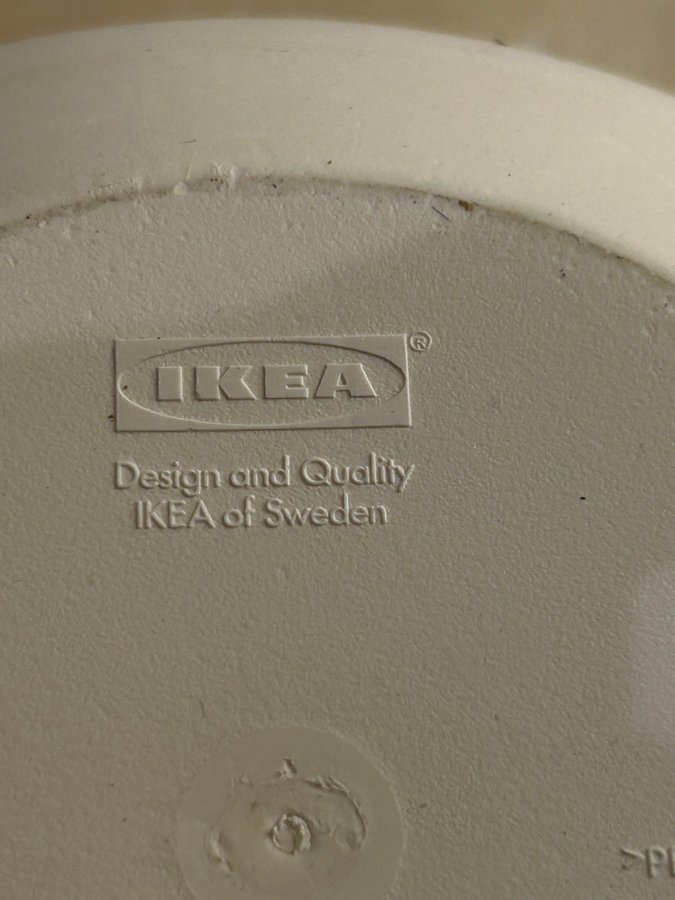 IKEA®
Design and Quality
IKEA of Sweden